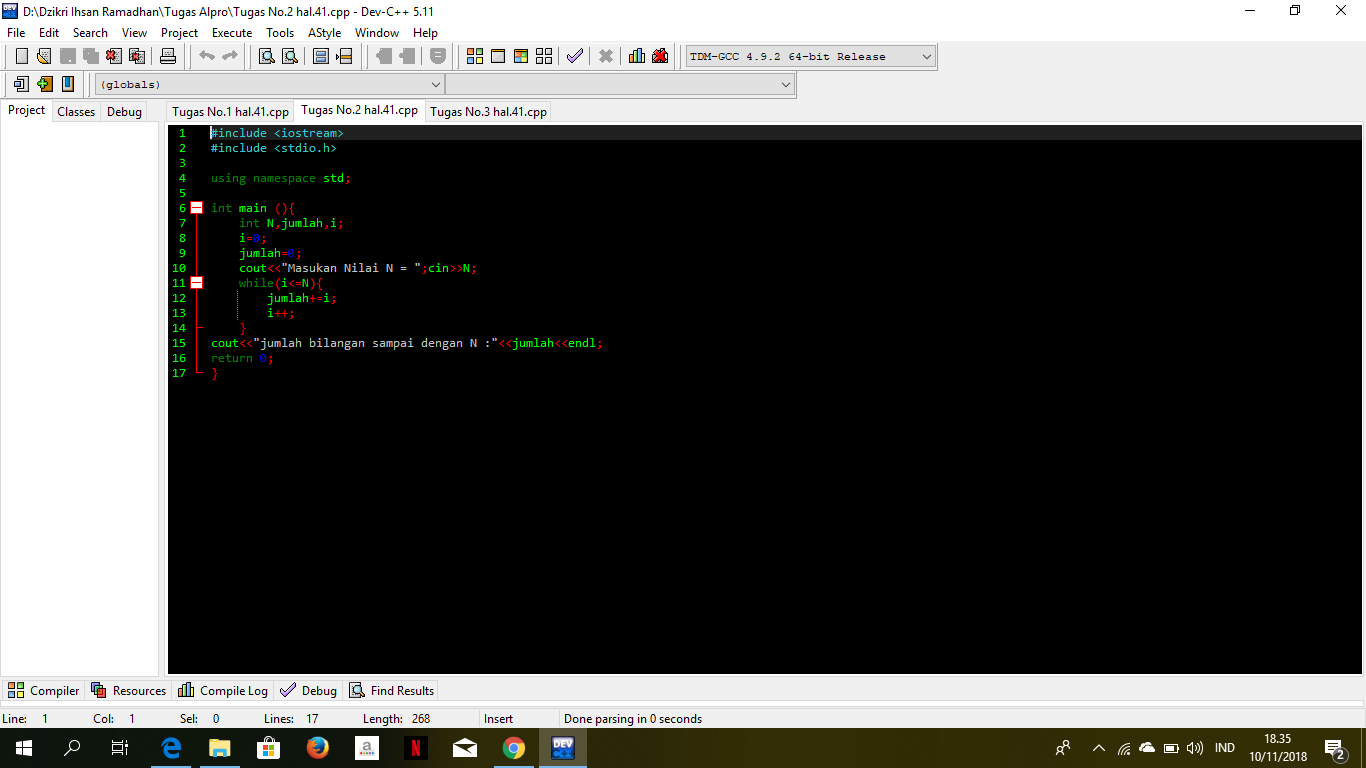 D:\Dzikri Ihsan Ramadhan\Tugas Alpro\Tugas No.2 hal.41.cpp - Dev-C++ 5.11
File Edit Search View Project Execute Tools AStyle Window Help
TDM-GCC 4.9.2 64-bit Release
(globals)
Project Classes Debug
Tugas No.1 hal.41.cpp Tugas No.2 hal.41.cpp Tugas No.3 hal.41.cpp
1 #include <iostream>
2 #include <stdio.h>
3
4 using namespace std;
5
6 int main (){
7 int N,jumlah,i;
8 i=0;
9 jumlah=0;
10 cout<<"Masukan Nilai N = ";cin>>N;
11 while(i<=N){
12 jumlah+=i;
13 i++;
14 }
15 cout<<"jumlah bilangan sampai dengan N :"<<jumlah<<endl;
16 return 0;
17 }
Compiler Resources Compile Log Debug Find Results
Line: 1 Col: 1 Sel: 0 Lines: 17 Length: 268 Insert Done parsing in 0 seconds
DEV
IND
18.35
10/11/2018
2